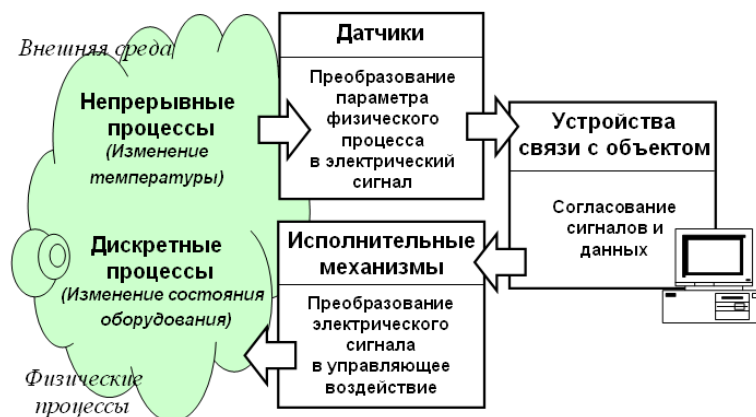 Внешняя среда
Непрерывные
процессы
(Изменение
температуры)
Дискретные
процессы
(Изменение состояния
оборудования)
Физические
процессы
Датчики
Преобразование
параметра
физического
процесса
в электрический
сигнал
Устройства
связи с объектом
Согласование
сигналов и
данных
Исполнительные
механизмы
Преобразование
электрического
сигнала
в управляющее
воздействие